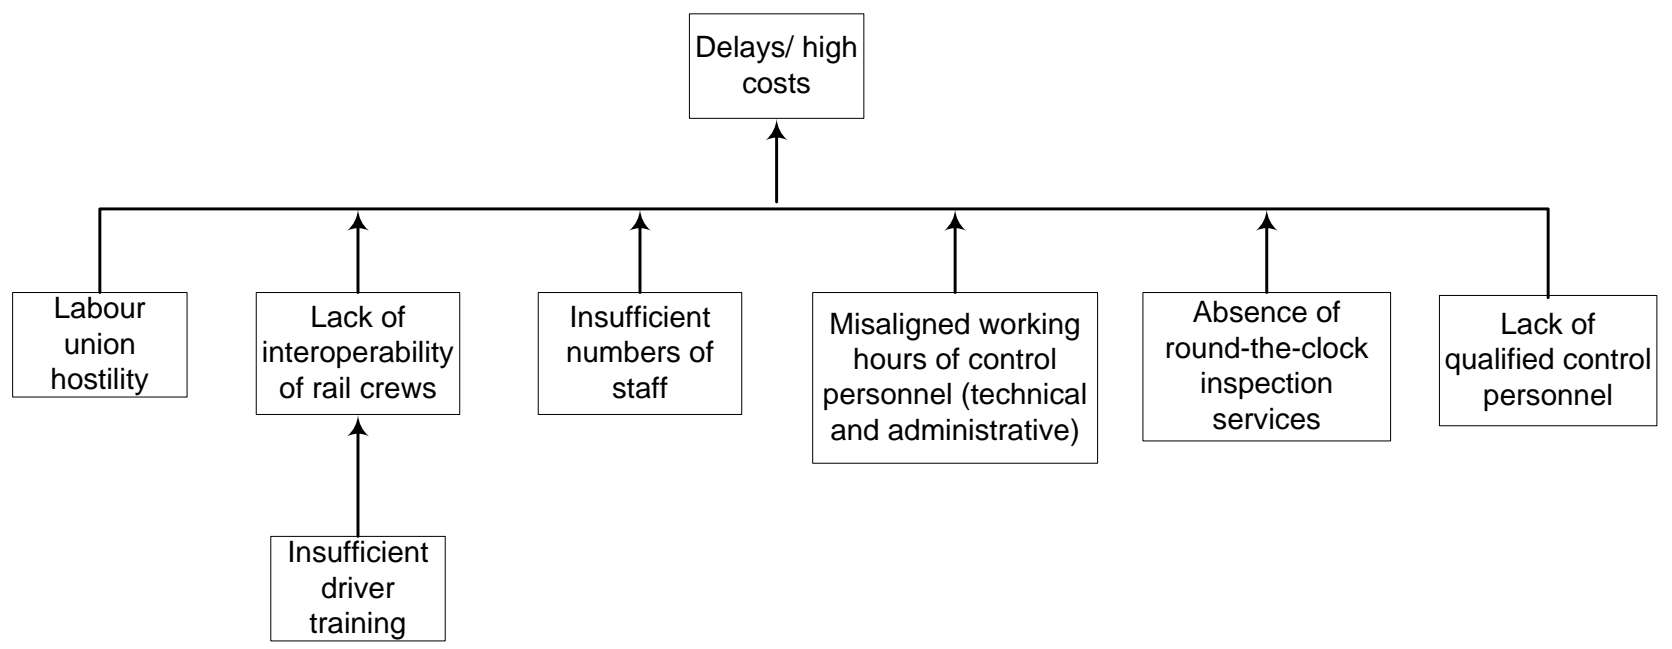 Delays/ high
costs
Labour
union
hostility
Lack of
interoperability
of rail crews
Insufficient
numbers of
staff
Misaligned working
hours of control
personnel (technical
and administrative)
Absence of
round-the-clock
inspection
services
Lack of
qualified control
personnel
Insufficient
driver
training